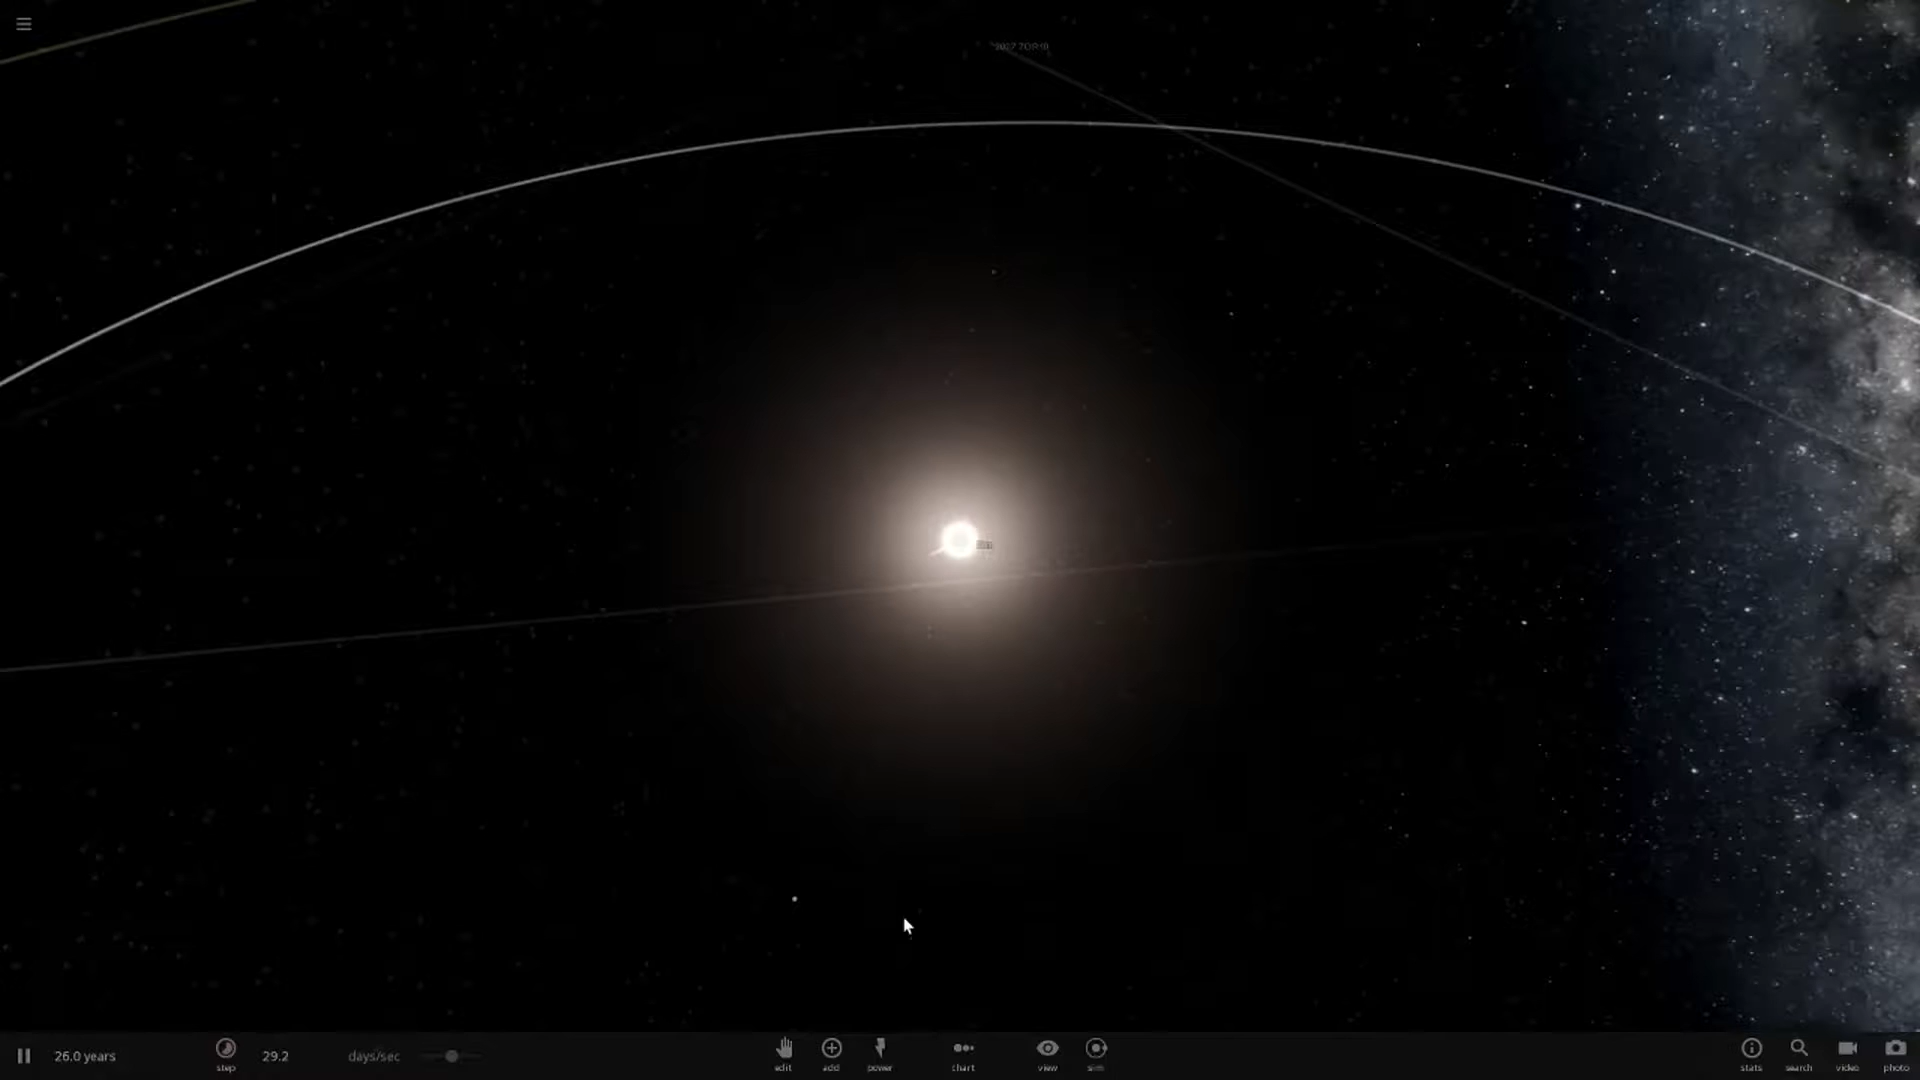 26.0 years
step
29.2
days/sec
edit
add
power
chart
view
sim
stats
search
video
photo